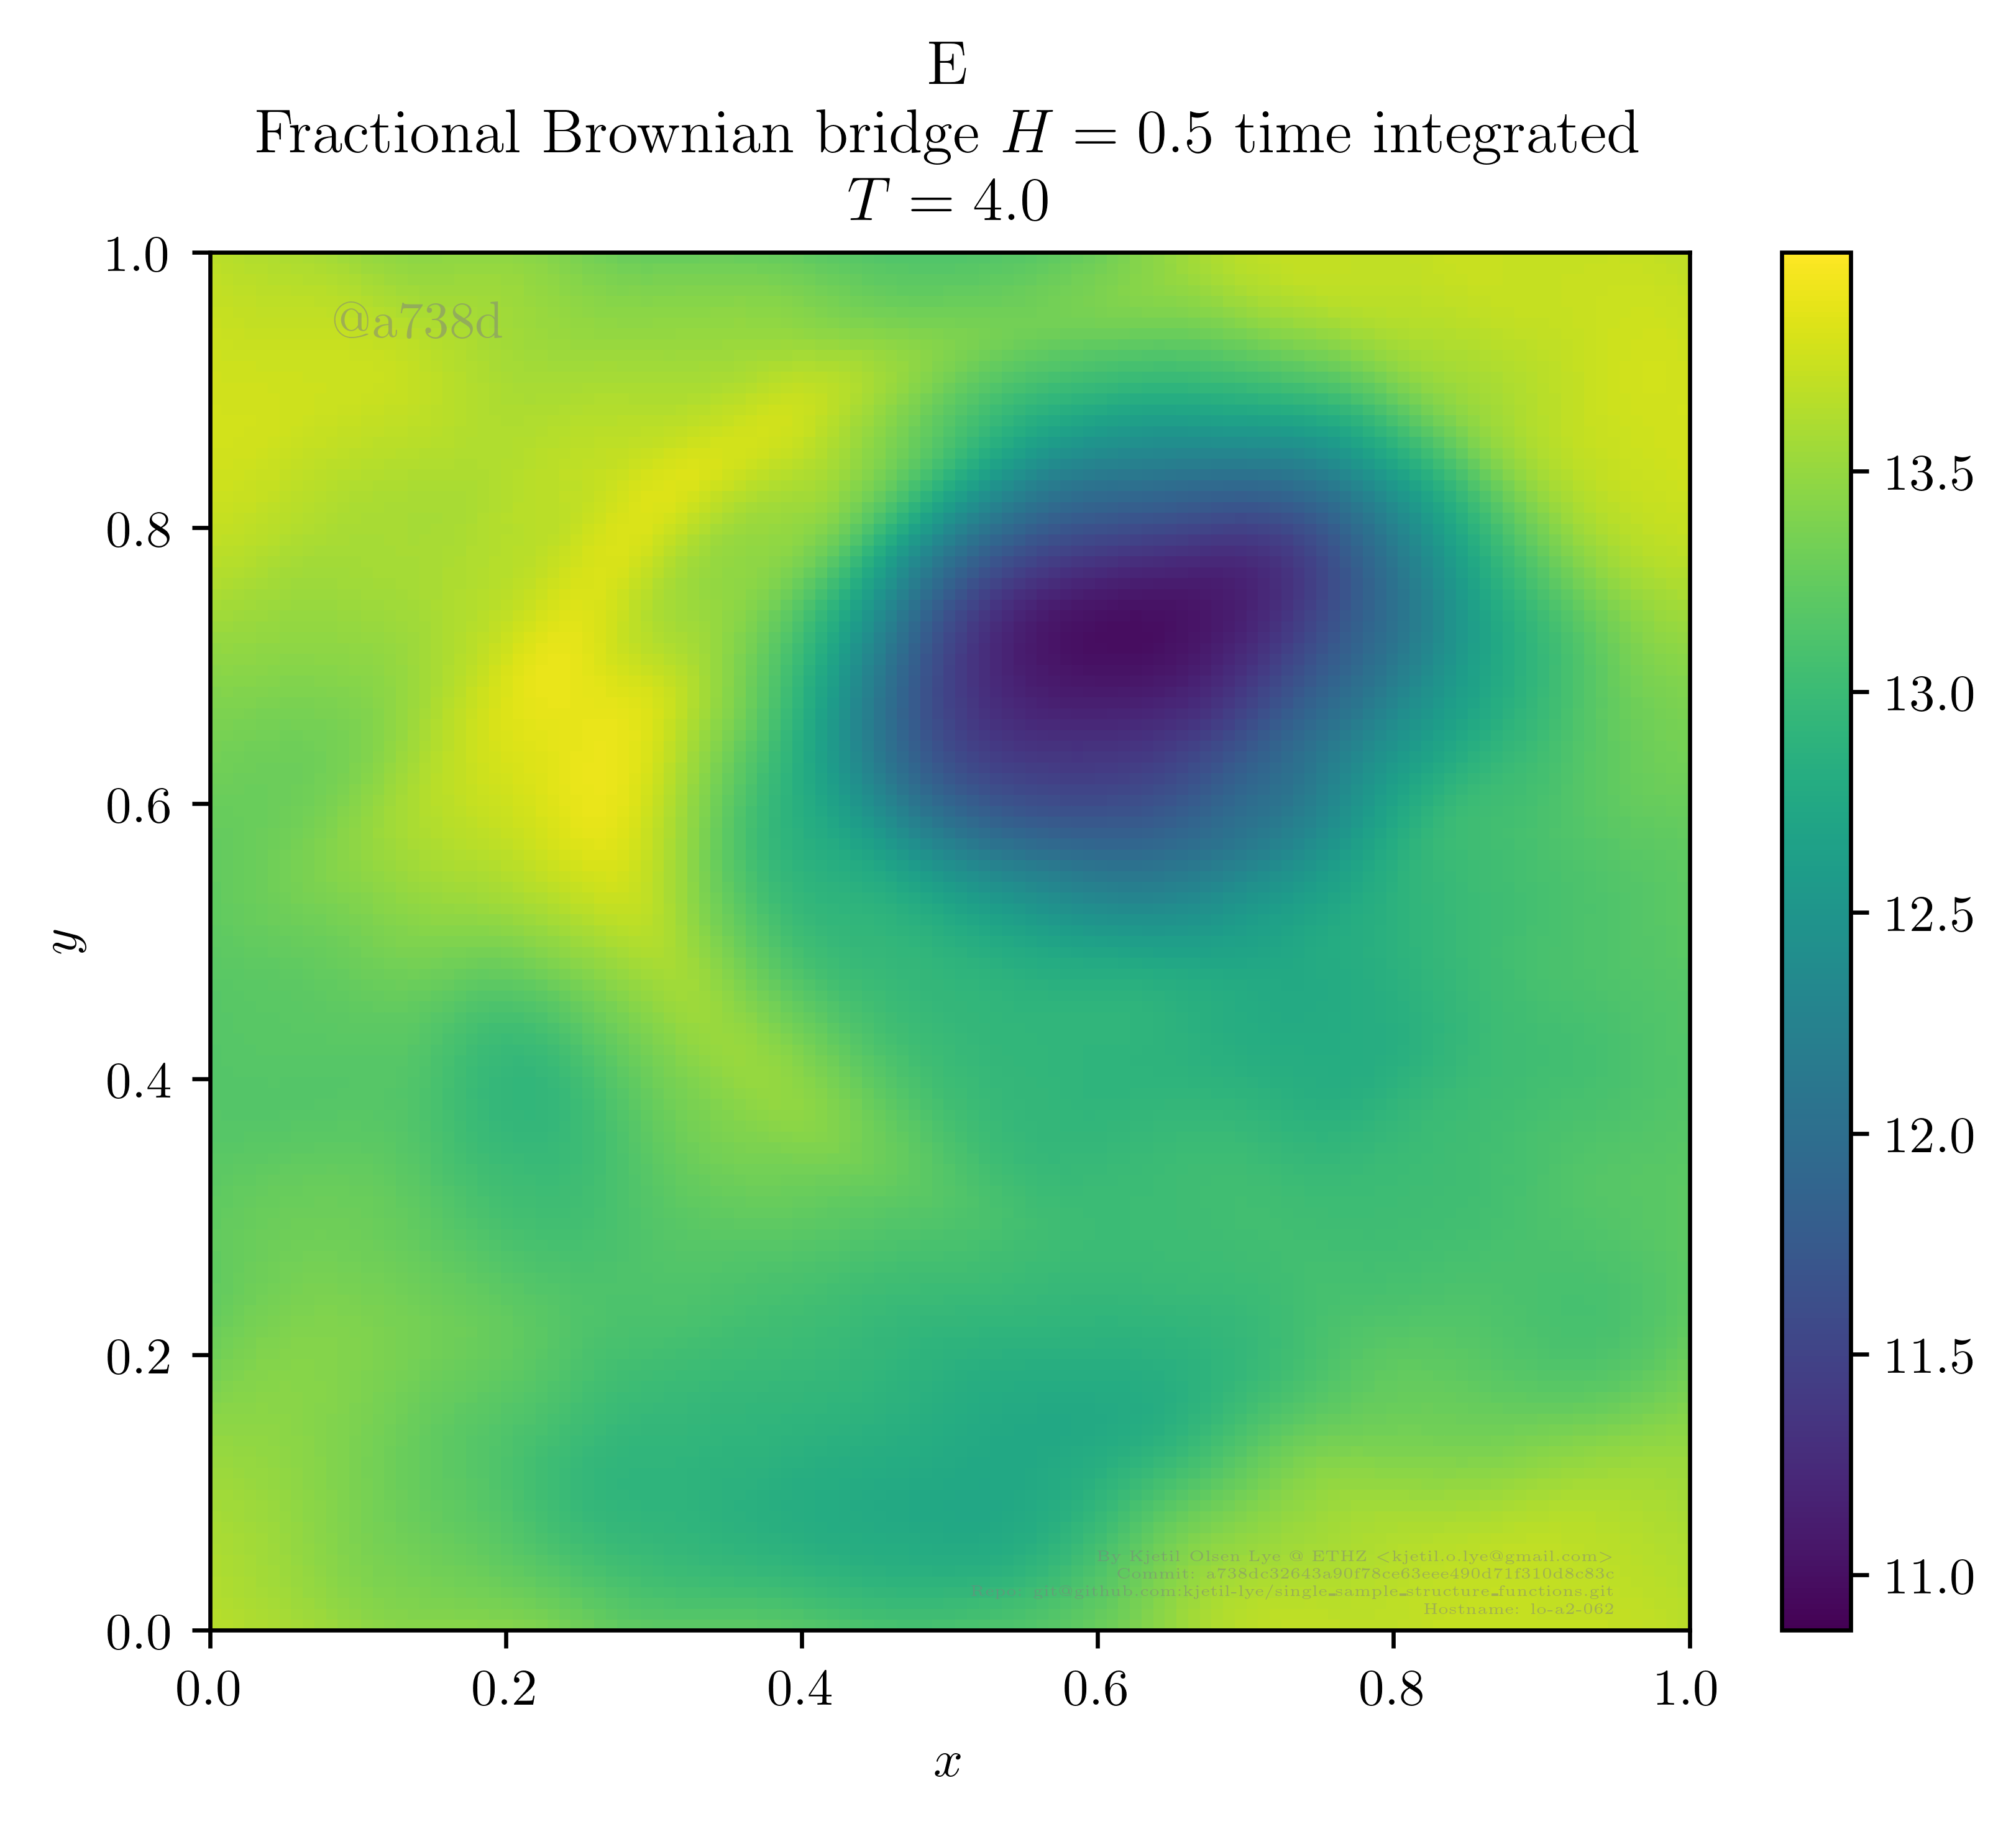 E
Fractional Brownian bridge H = 0.5 time integrated
T = 4.0
1.0
@a738d
13.5
0.8
13.0
0.6
12.5
y
0.4
12.0
0.2
11.5
By Kjetil Olsen Lye @ ETHZ <kjetil.o.lye@gmail.com>
Commit: a738dc32643a90f78ce63eee490d71f310d8c83c
Repo: git@github.com:kjetil-lye/single_sample_structure_functions.git
Hostname: lo-a2-062
11.0
0.0
0.0 0.2 0.4 0.6 0.8 1.0
x